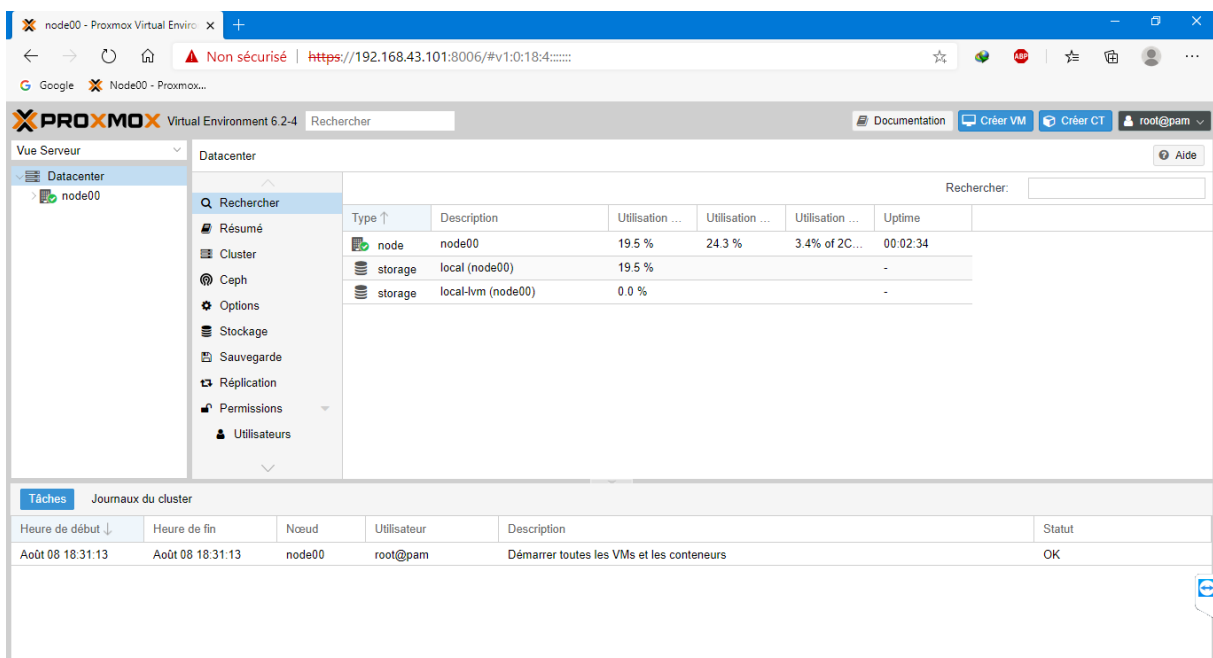 node00 - Proxmox Virtual Enviro
Non sécurisé | https://192.168.43.101:8006/#v1:0:18:4:::::::
ABP
Google Node00 - Proxmox...
PROXMOX Virtual Environment 6.2-4 Rechercher Documentation Créer VM Créer CT root@pam
Vue Serveur
Datacenter Aide
Datacenter
node00
Rechercher:
Rechercher
Résumé
Cluster
Ceph
Options
Stockage
Sauvegarde
Réplication
Permissions
Utilisateurs
Type Description Utilisation ... Utilisation ... Utilisation ... Uptime
node node00 19.5 % 24.3 % 3.4% of 2C... 00:02:34
storage local (node00) 19.5 % -
storage local-lvm (node00) 0.0 % -
Tâches Journaux du cluster
Heure de début Heure de fin Nœud Utilisateur Description Statut
Août 08 18:31:13 Août 08 18:31:13 node00 root@pam Démarrer toutes les VMs et les conteneurs OK